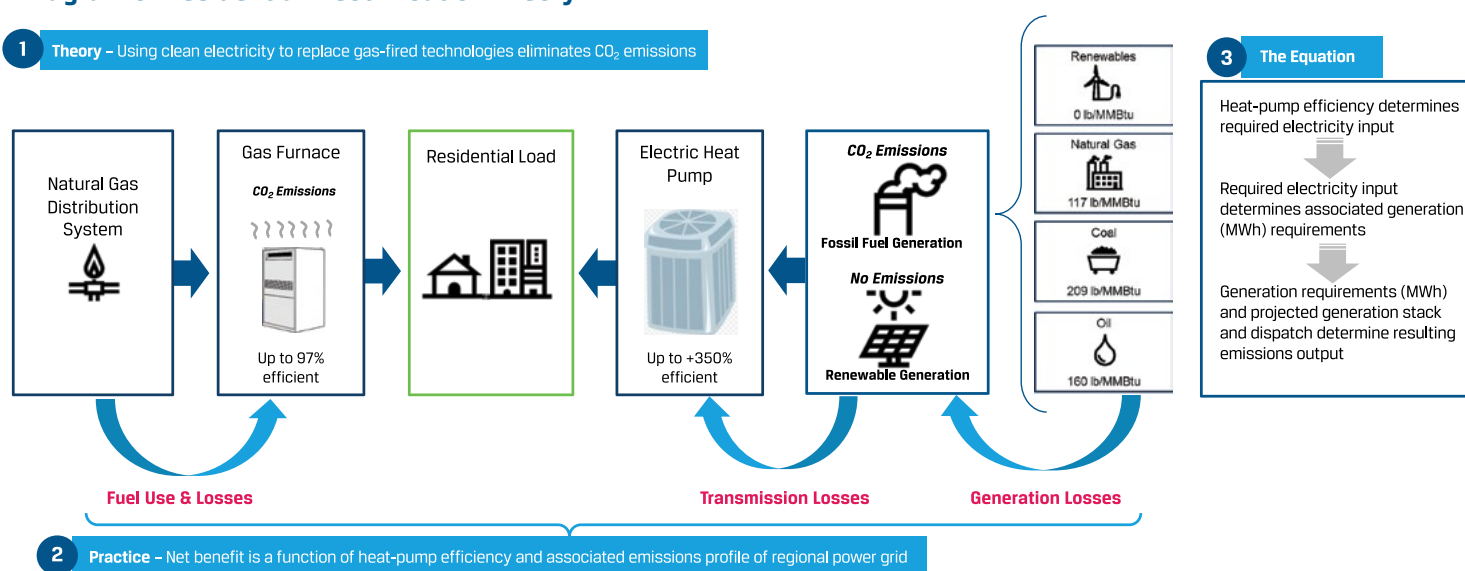 1
Theory – Using clean electricity to replace gas-fired technologies eliminates CO₂ emissions
Natural Gas
Distribution
System
Gas Furnace
CO₂ Emissions
Up to 97%
efficient
Residential Load
Electric Heat
Pump
Up to +350%
efficient
CO₂ Emissions
Fossil Fuel Generation
No Emissions
Renewable Generation
Renewables
0 lb/MMBtu
Natural Gas
117 lb/MMBtu
Coal
209 lb/MMBtu
Oil
160 lb/MMBtu
3
The Equation
Heat-pump efficiency determines
required electricity input
Required electricity input
determines associated generation
(MWh) requirements
Generation requirements (MWh)
and projected generation stack
and dispatch determine resulting
emissions output
Fuel Use & Losses
Transmission Losses
Generation Losses
2
Practice – Net benefit is a function of heat-pump efficiency and associated emissions profile of regional power grid